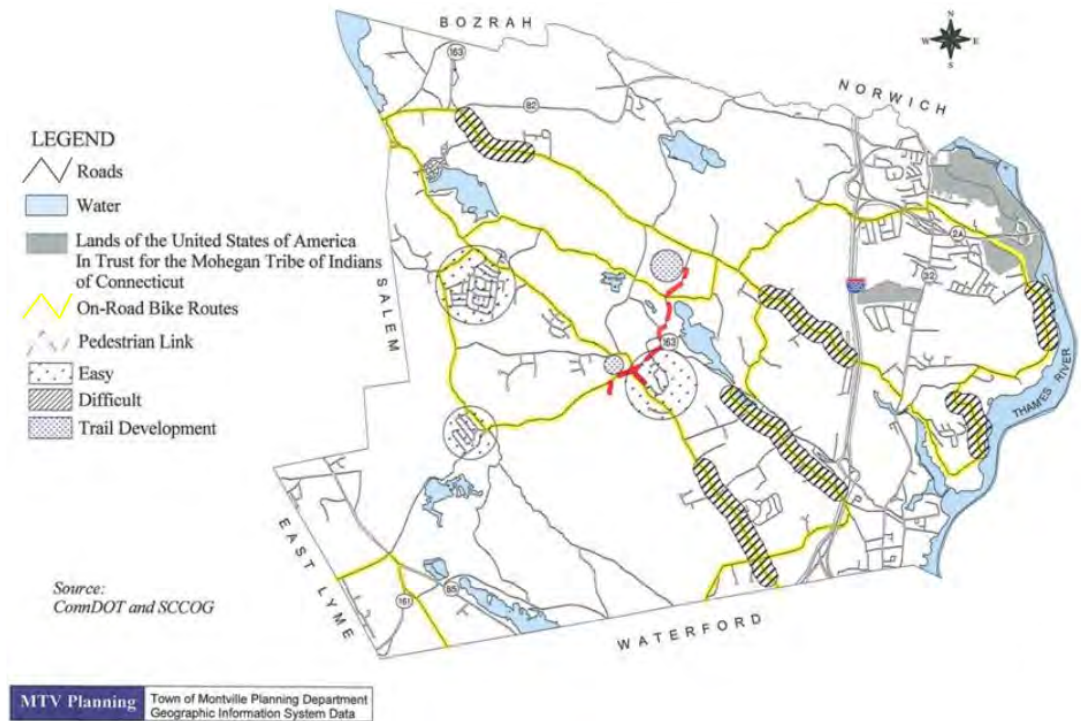 BOZRAH
163
82
NORWICH
N
W E
S
LEGEND
Roads
Water
Lands of the United States of America
In Trust for the Mohegan Tribe of Indians
of Connecticut
On-Road Bike Routes
Pedestrian Link
Easy
Difficult
Trail Development
SALEM
2A
32
163
THAMES RIVER
EAST LYME
Source:
ConnDOT and SCCOG
161
85
WATERFORD
MTV Planning
Town of Montville Planning Department
Geographic Information System Data